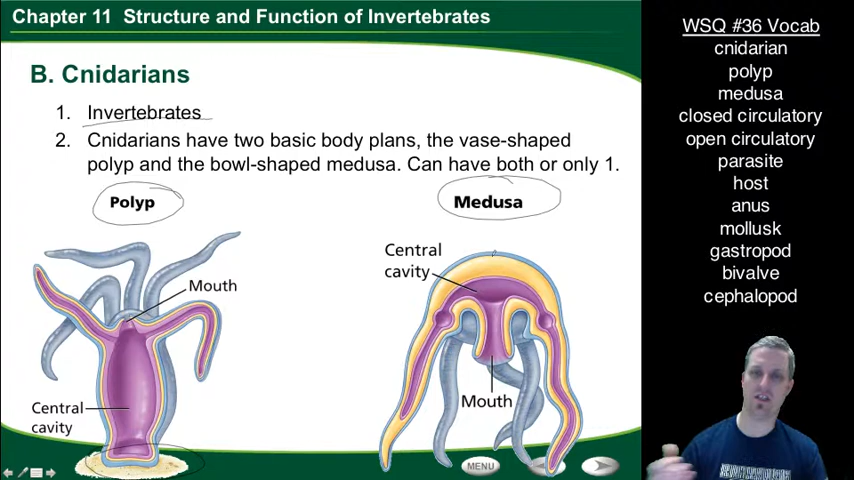 Chapter 11 Structure and Function of Invertebrates
B. Cnidarians
1. Invertebrates
2. Cnidarians have two basic body plans, the vase-shaped
polyp and the bowl-shaped medusa. Can have both or only 1.
Polyp
Mouth
Central
cavity
Medusa
Central
cavity
Mouth
MENU
WSQ #36 Vocab
cnidarian
polyp
medusa
closed circulatory
open circulatory
parasite
host
anus
mollusk
gastropod
bivalve
cephalopod